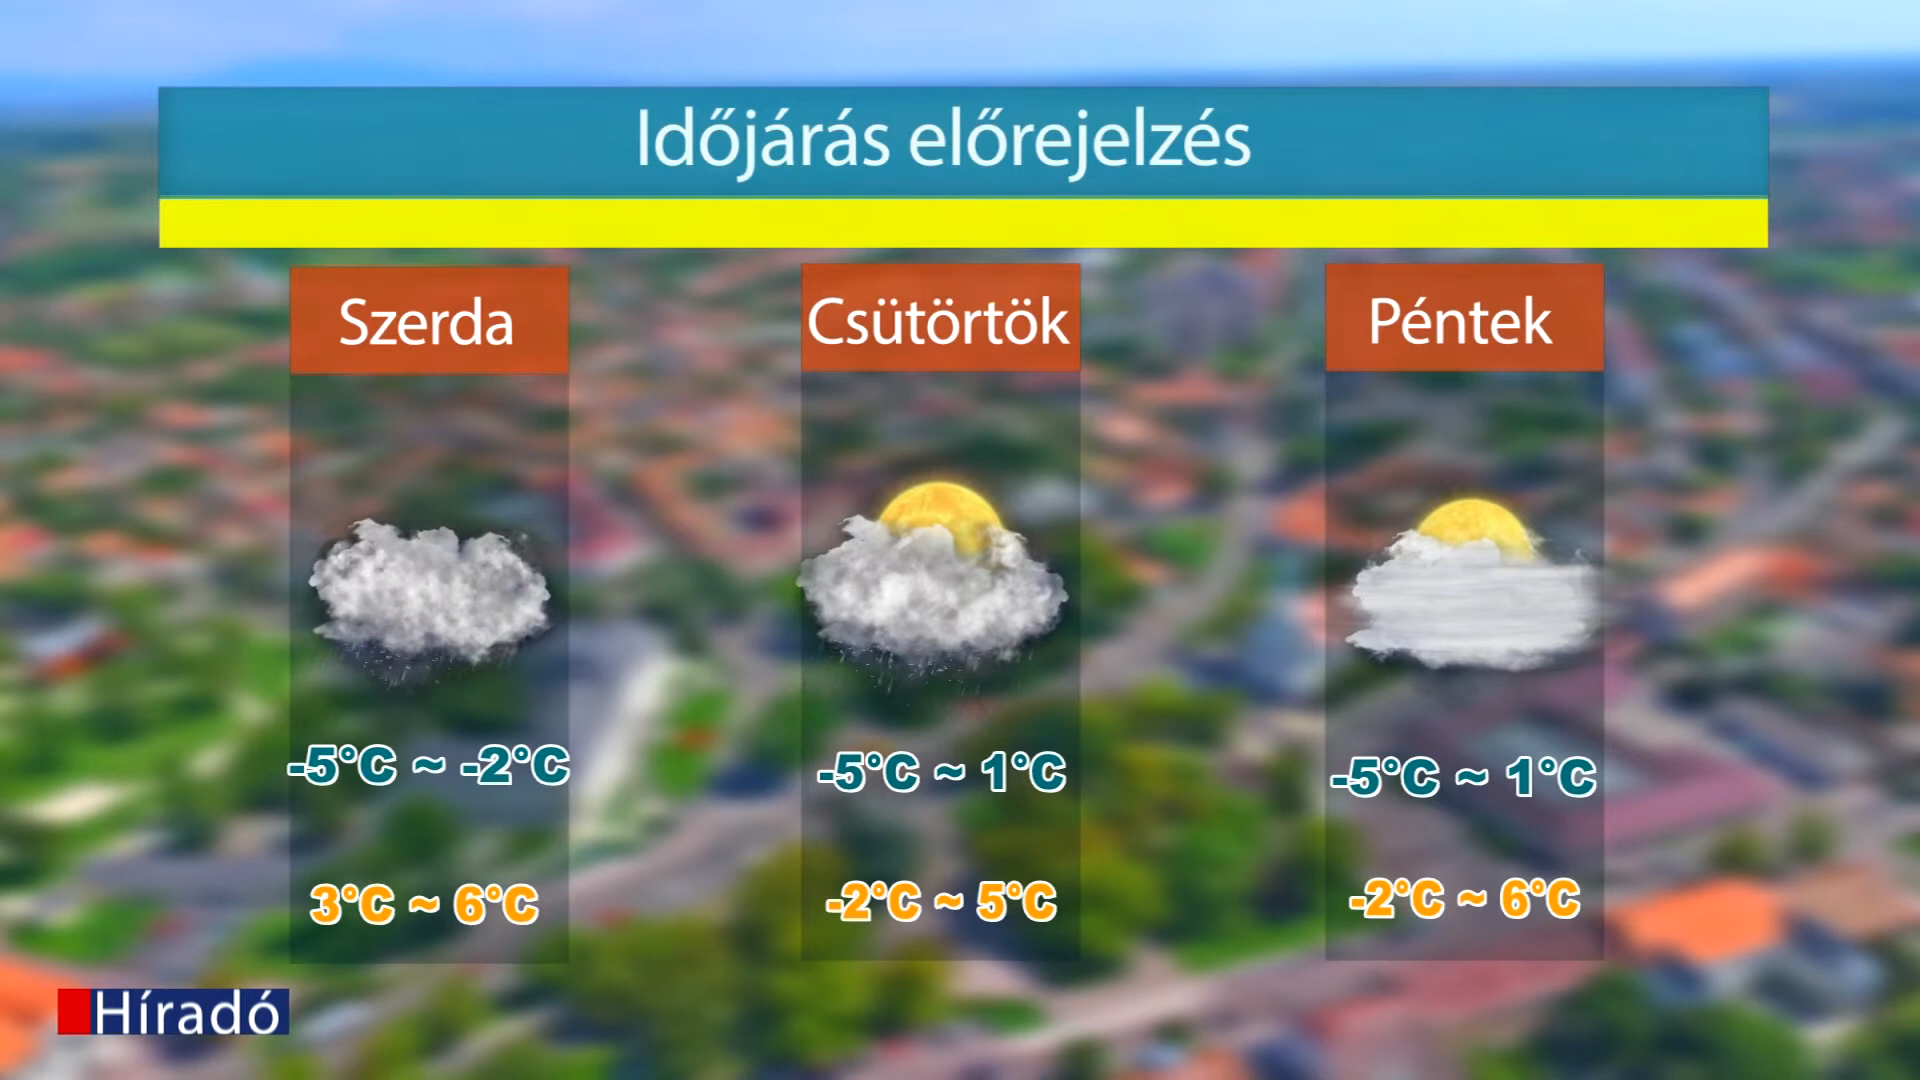 Időjárás előrejelzés
Szerda
Csütörtök
Péntek
-5°C ~ -2°C
-5°C ~ 1°C
-5°C ~ 1°C
3°C ~ 6°C
-2°C ~ 5°C
-2°C ~ 6°C
Híradó